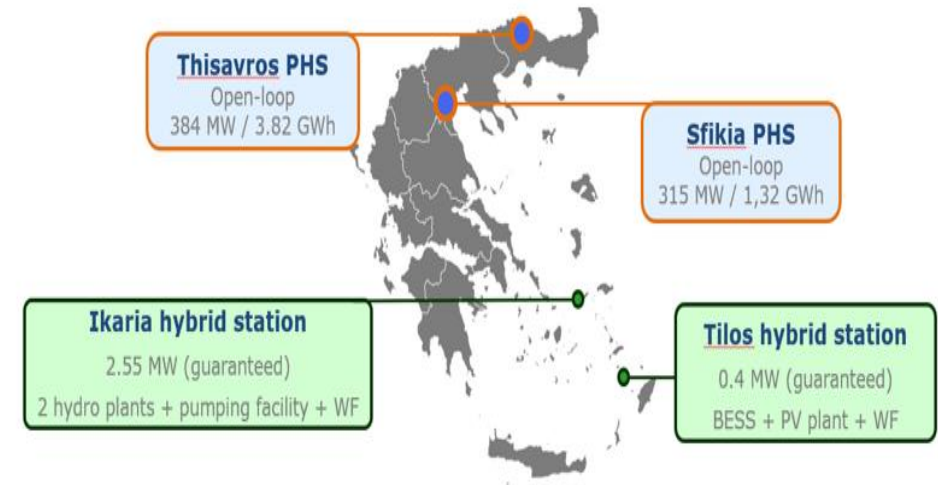 Thisavros PHS
Open-loop
384 MW / 3.82 GWh
Sfikia PHS
Open-loop
315 MW / 1,32 GWh
Ikaria hybrid station
2.55 MW (guaranteed)
2 hydro plants + pumping facility + WF
Tilos hybrid station
0.4 MW (guaranteed)
BESS + PV plant + WF